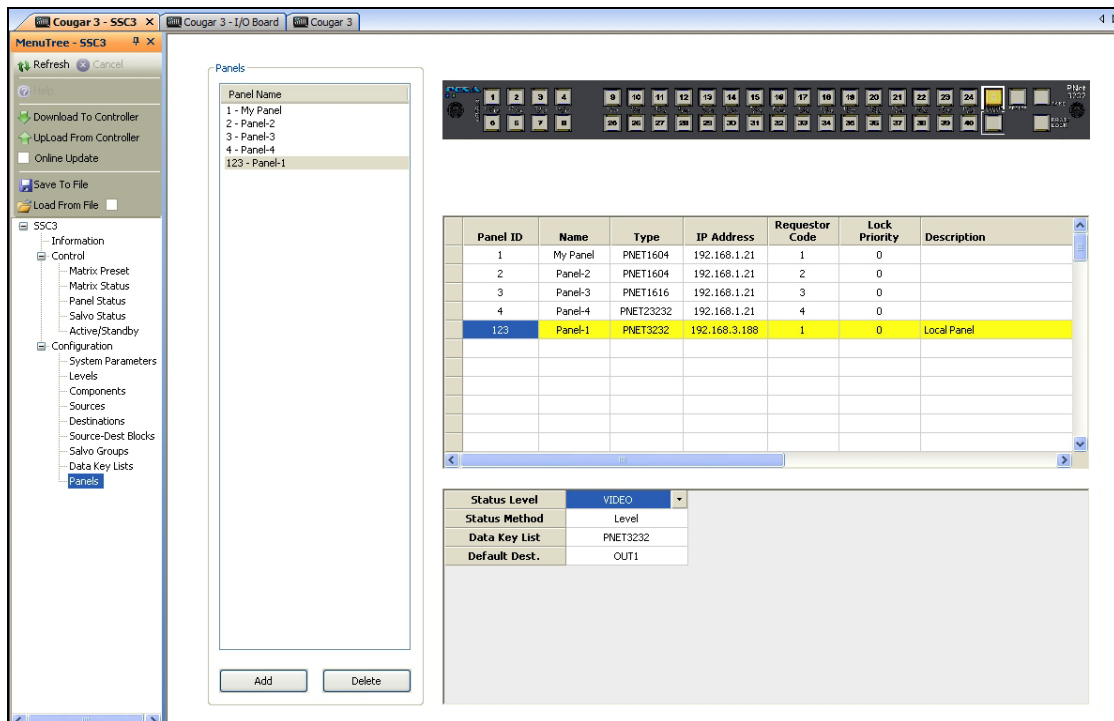 Cougar 3 - SSC3
Cougar 3 - I/O Board
Cougar 3
MenuTree - SSC3
Refresh
Cancel
Help
Download To Controller
UpLoad From Controller
Online Update
Save To File
Load From File
SSC3
Information
Control
Matrix Preset
Matrix Status
Panel Status
Salvo Status
Active/Standby
Configuration
System Parameters
Levels
Components
Sources
Destinations
Source-Dest Blocks
Salvo Groups
Data Key Lists
Panels
Panels
Panel Name
1 - My Panel
2 - Panel-2
3 - Panel-3
4 - Panel-4
123 - Panel-1
Add
Delete
1 2 3 4 9 10 11 12 13 14 15 16 17 18 19 20 21 22 23 24
PNet
3232
5 6 7 8 25 26 27 28 29 30 31 32 33 34 35 36 37 38 39 40
Panel ID Name Type IP Address Requestor Code Lock Priority Description
1 My Panel PNET1604 192.168.1.21 1 0
2 Panel-2 PNET1604 192.168.1.21 2 0
3 Panel-3 PNET1616 192.168.1.21 3 0
4 Panel-4 PNET23232 192.168.1.21 4 0
123 Panel-1 PNET3232 192.168.3.188 1 0 Local Panel
Status Level VIDEO
Status Method Level
Data Key List PNET3232
Default Dest. OUT1